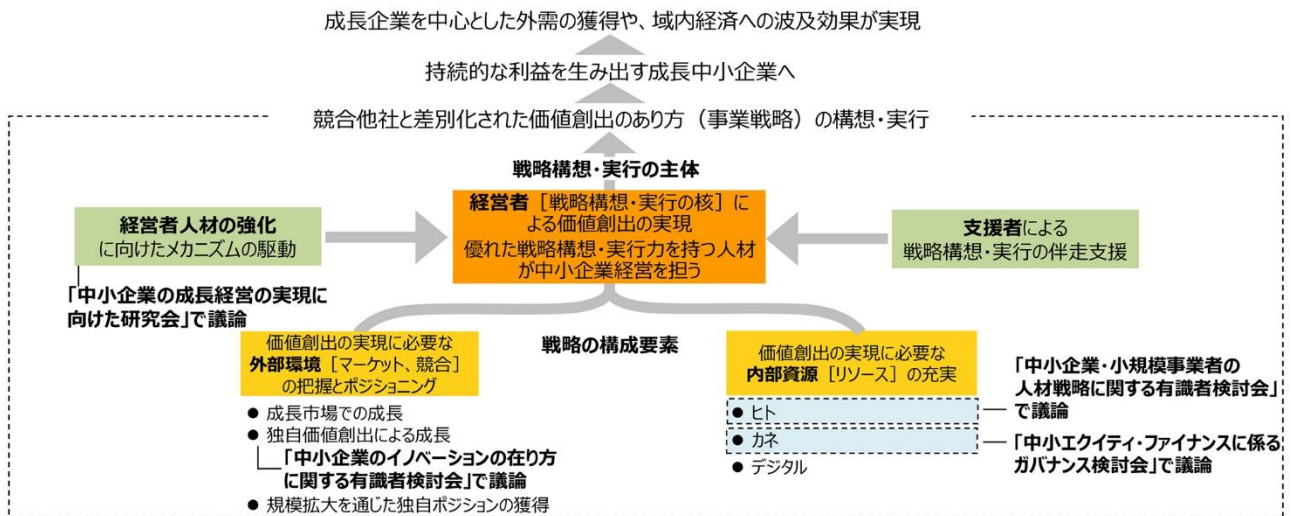 成長企業を中心とした外需の獲得や、域内経済への波及効果が実現
持続的な利益を生み出す成長中小企業へ
競合他社と差別化された価値創出のあり方（事業戦略）の構想・実行
戦略構想・実行の主体
経営者人材の強化
に向けたメカニズムの駆動
経営者［戦略構想・実行の核］に
よる価値創出の実現
優れた戦略構想・実行力を持つ人材
が中小企業経営を担う
支援者による
戦略構想・実行の伴走支援
「中小企業の成長経営の実現に
向けた研究会」で議論
戦略の構成要素
価値創出の実現に必要な
外部環境［マーケット、競合］
の把握とポジショニング
● 成長市場での成長
● 独自価値創出による成長
「中小企業のイノベーションの在り方
に関する有識者検討会」で議論
● 規模拡大を通じた独自ポジションの獲得
価値創出の実現に必要な
内部資源［リソース］の充実
● ヒト
● カネ
● デジタル
「中小企業・小規模事業者の
人材戦略に関する有識者検討会」
で議論
「中小エクイティ・ファイナンスに係る
ガバナンス検討会」で議論